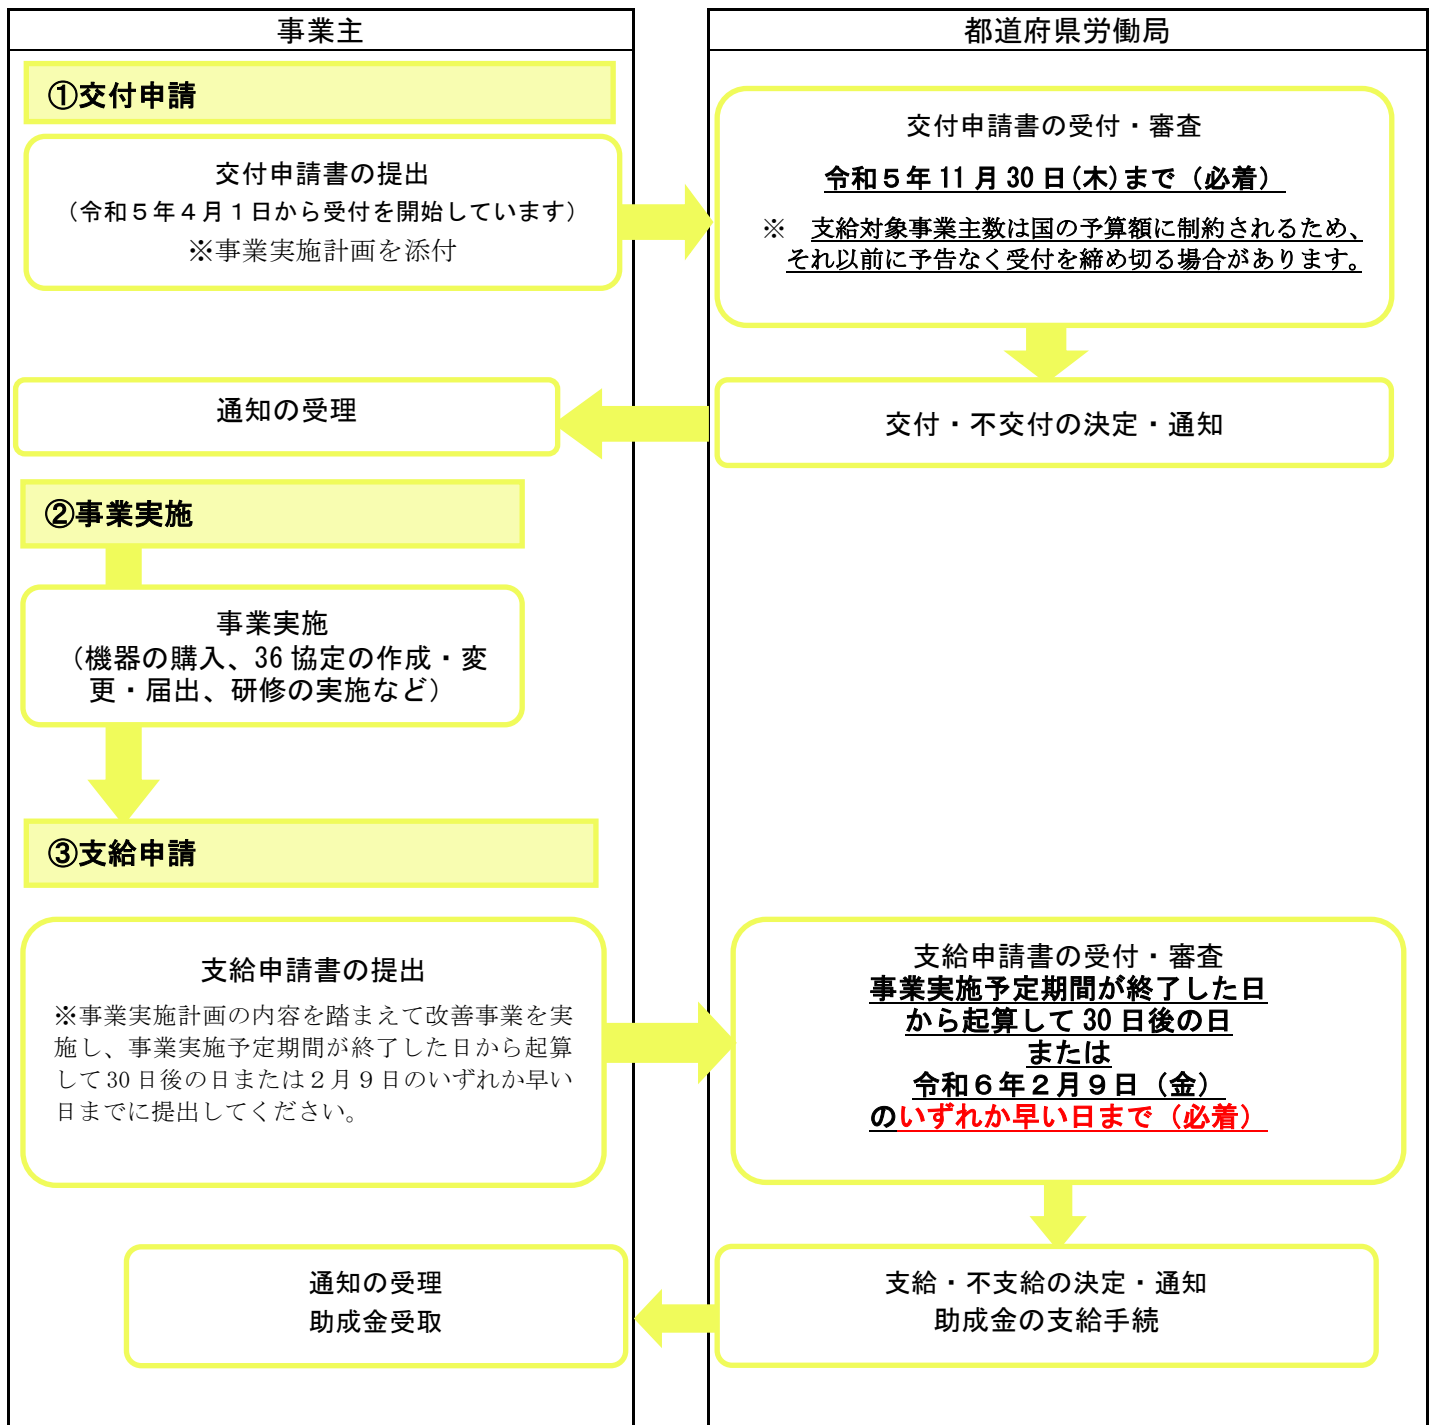 事業主
都道府県労働局
①交付申請
交付申請書の提出
（令和５年４月１日から受付を開始しています）
※事業実施計画を添付
交付申請書の受付・審査
令和５年 11 月 30 日(木)まで（必着）
※　支給対象事業主数は国の予算額に制約されるため、
それ以前に予告なく受付を締め切る場合があります。
通知の受理
交付・不交付の決定・通知
②事業実施
事業実施
（機器の購入、36 協定の作成・変
更・届出、研修の実施など）
③支給申請
支給申請書の提出
※事業実施計画の内容を踏まえて改善事業を実
施し、事業実施予定期間が終了した日から起算
して 30 日後の日または２月９日のいずれか早い
日までに提出してください。
支給申請書の受付・審査
事業実施予定期間が終了した日
から起算して 30 日後の日
または
令和６年２月９日（金）
のいずれか早い日まで（必着）
通知の受理
助成金受取
支給・不支給の決定・通知
助成金の支給手続